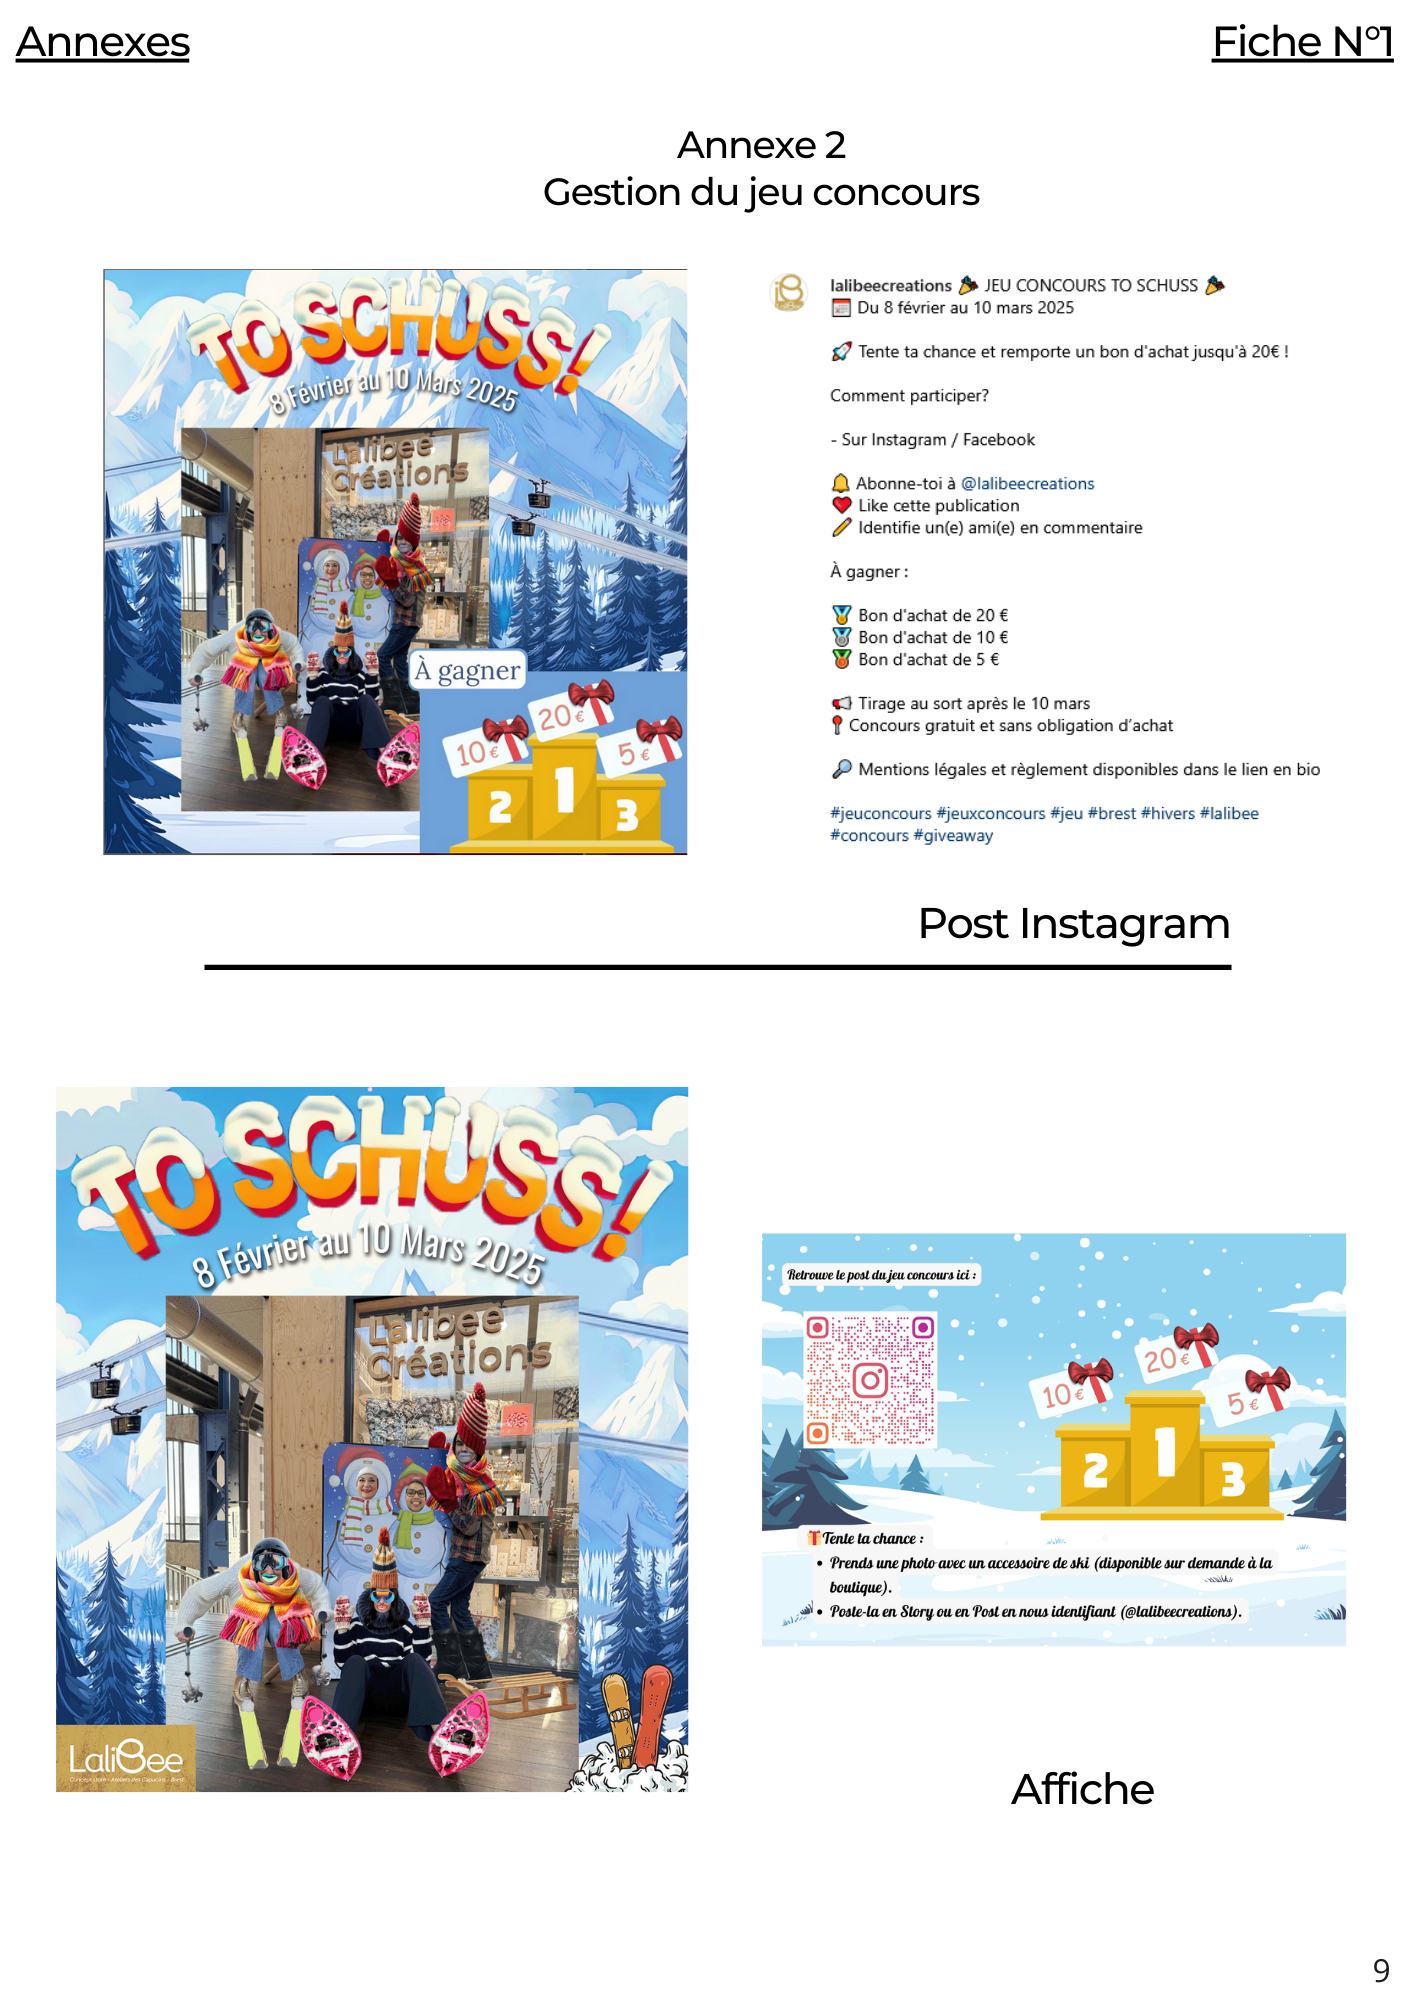 Annexes
Fiche N°1
Annexe 2
Gestion du jeu concours
TO SCHUSS!
8 Février au 10 Mars 2025
Lalibee
Créations
À gagner
10€
20€
5€
2
1
3
lalibeecreations 🎉 JEU CONCOURS TO SCHUSS 🎉
📅 Du 8 février au 10 mars 2025
🚀 Tente ta chance et remporte un bon d'achat jusqu'à 20€ !
Comment participer?
- Sur Instagram / Facebook
🔔 Abonne-toi à @lalibeecreations
❤️ Like cette publication
✏️ Identifie un(e) ami(e) en commentaire
À gagner :
🥇 Bon d'achat de 20 €
🥈 Bon d'achat de 10 €
🥉 Bon d'achat de 5 €
📢 Tirage au sort après le 10 mars
📍 Concours gratuit et sans obligation d’achat
🔎 Mentions légales et règlement disponibles dans le lien en bio
#jeuconcours #jeuxconcours #jeu #brest #hivers #lalibee
#concours #giveaway
Post Instagram
TO SCHUSS!
8 Février au 10 Mars 2025
Lalibee
Créations
LaliBee
Concept store - Ateliers des Capucins - Brest
Retrouve le post du jeu concours ici :
10€
20€
5€
2
1
3
🎁Tente ta chance :
• Prends une photo avec un accessoire de ski (disponible sur demande à la
boutique).
• Poste-la en Story ou en Post en nous identifiant (@lalibeecreations).
Affiche
9